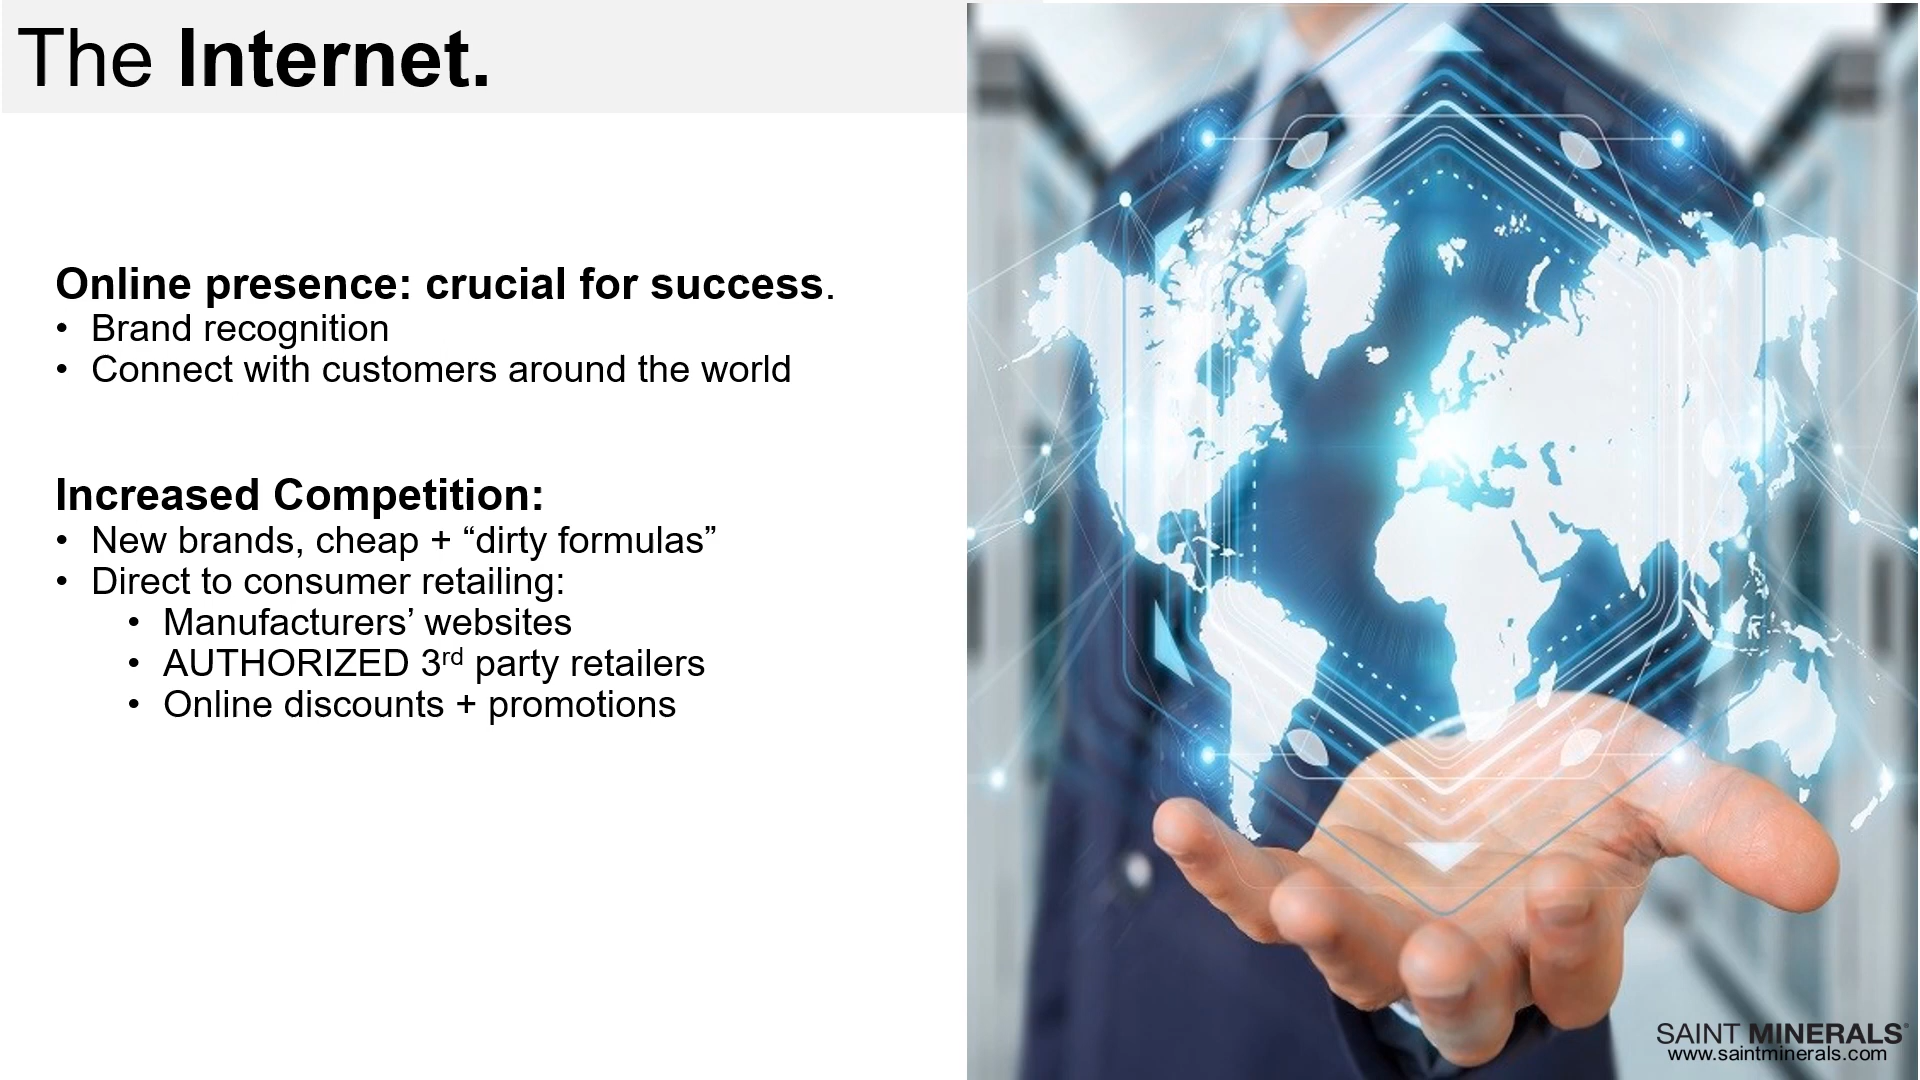 The Internet.
Online presence: crucial for success.
• Brand recognition
• Connect with customers around the world
Increased Competition:
• New brands, cheap + “dirty formulas”
• Direct to consumer retailing:
• Manufacturers’ websites
• AUTHORIZED 3rd party retailers
• Online discounts + promotions
SAINT MINERALS®
www.saintminerals.com